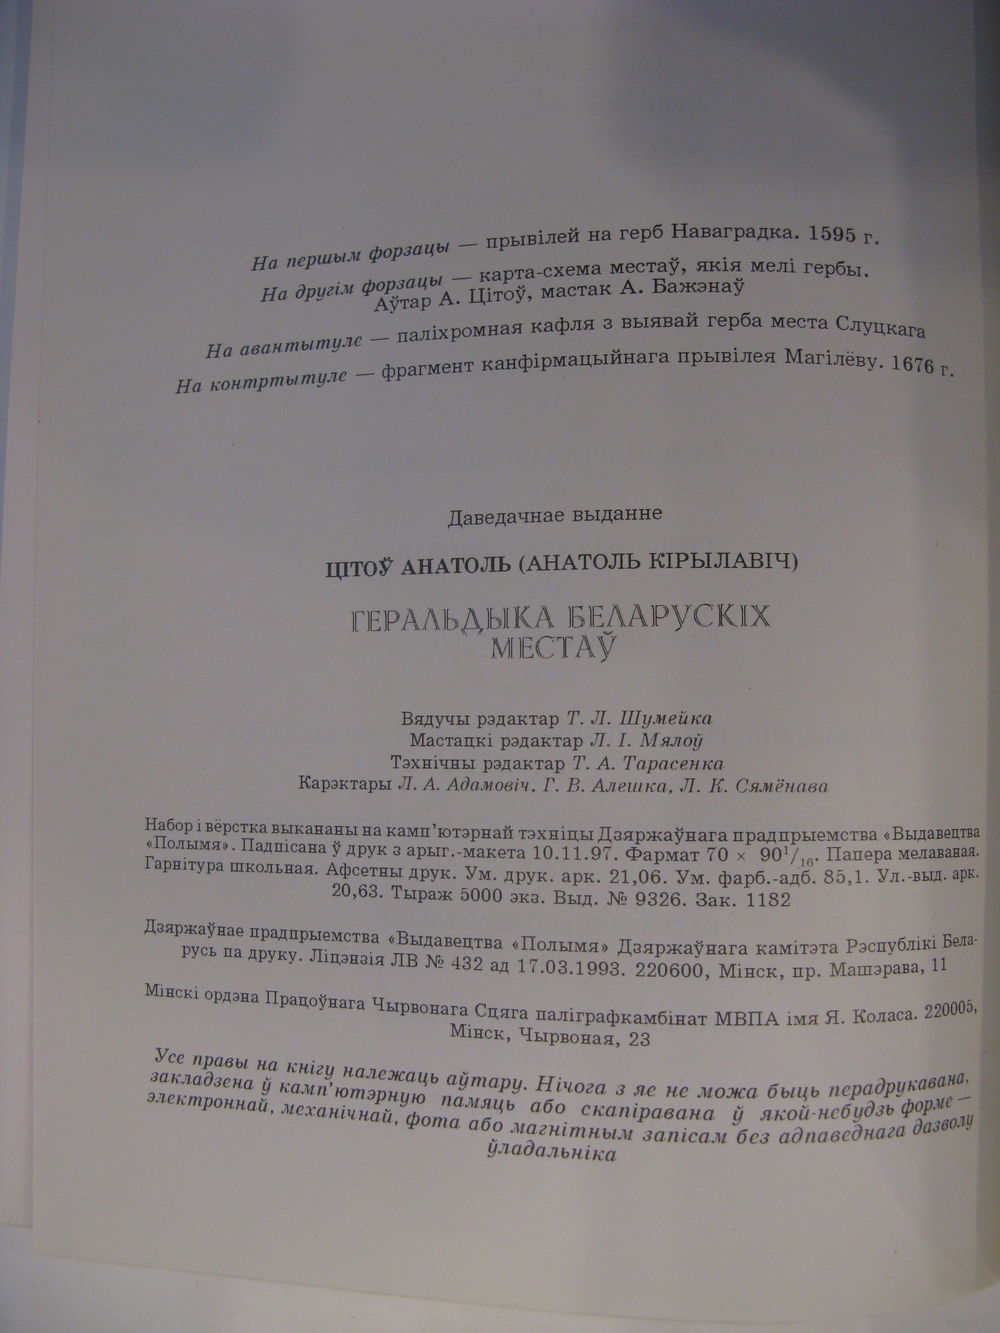 На першым форзацы — прывілей на герб Наваградка. 1595 г.
На другім форзацы — карта-схема местаў, якія мелі гербы.
Аўтар А. Цітоў, мастак А. Бажэнаў
На авантытуле — паліхромная кафля з выявай герба места Слуцкага
На контртытуле — фрагмент канфірмацыйнага прывілея Магілёву. 1676 г.
Даведачнае выданне
ЦІТОЎ АНАТОЛЬ (АНАТОЛЬ КІРЫЛАВІЧ)
ГЕРАЛЬДЫКА БЕЛАРУСКІХ
МЕСТАЎ
Вядучы рэдактар Т. Л. Шумейка
Мастацкі рэдактар Л. І. Мялоў
Тэхнічны рэдактар Т. А. Тарасенка
Карэктары Л. А. Адамовіч, Г. В. Алешка, Л. К. Сямёнава
Набор і вёрстка выкананы на камп'ютэрнай тэхніцы Дзяржаўнага прадпрыемства «Выдавецтва
«Полымя». Падпісана ў друк з арыг.-макета 10.11.97. Фармат 70 × 90¹/₁₆. Папера мелаваная.
Гарнітура школьная. Афсетны друк. Ум. друк. арк. 21,06. Ум. фарб.-адб. 85,1. Ул.-выд. арк.
20,63. Тыраж 5000 экз. Выд. № 9326. Зак. 1182
Дзяржаўнае прадпрыемства «Выдавецтва «Полымя» Дзяржаўнага камітэта Рэспублікі Бела-
русь па друку. Ліцэнзія ЛВ № 432 ад 17.03.1993. 220600, Мінск, пр. Машэрава, 11
Мінскі ордэна Працоўнага Чырвонага Сцяга паліграфкамбінат МВПА імя Я. Коласа. 220005,
Мінск, Чырвоная, 23
Усе правы на кнігу належаць аўтару. Нічога з яе не можа быць перадрукавана,
закладзена ў камп'ютэрную памяць або скапіравана ў якой-небудзь форме —
электроннай, механічнай, фота або магнітным запісам без адпаведнага дазволу
ўладальніка